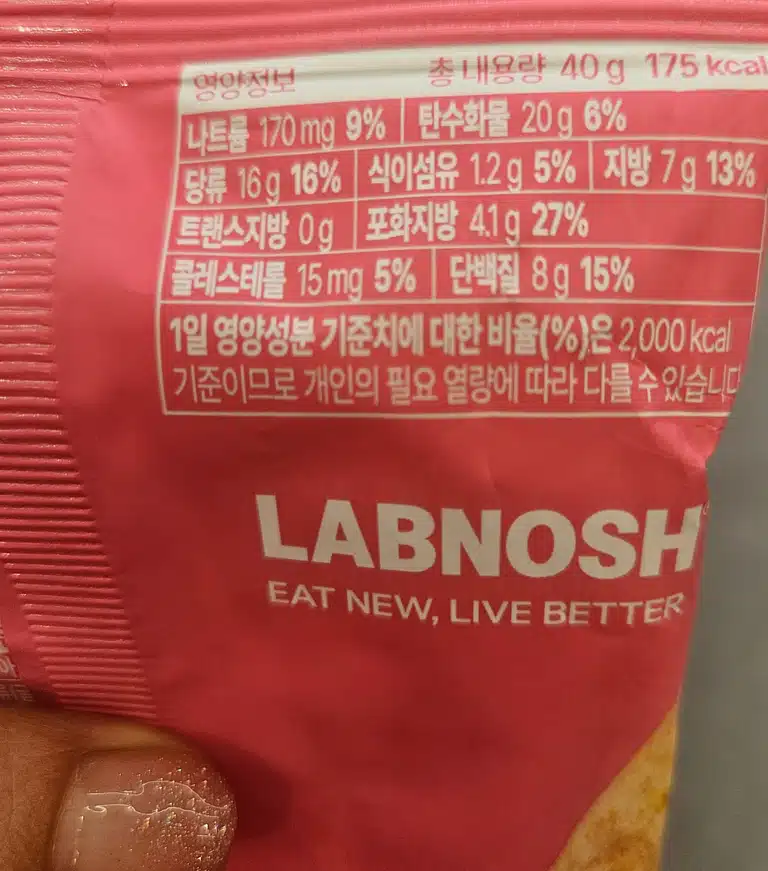 영양정보 총 내용량 40 g 175 kcal
나트륨 170 mg 9% 탄수화물 20 g 6%
당류 16 g 16% 식이섬유 1.2 g 5% 지방 7 g 13%
트랜스지방 0 g 포화지방 4.1 g 27%
콜레스테롤 15 mg 5% 단백질 8 g 15%
1일 영양성분 기준치에 대한 비율(%)은 2,000 kcal
기준이므로 개인의 필요 열량에 따라 다를 수 있습니다
LABNOSH
EAT NEW, LIVE BETTER